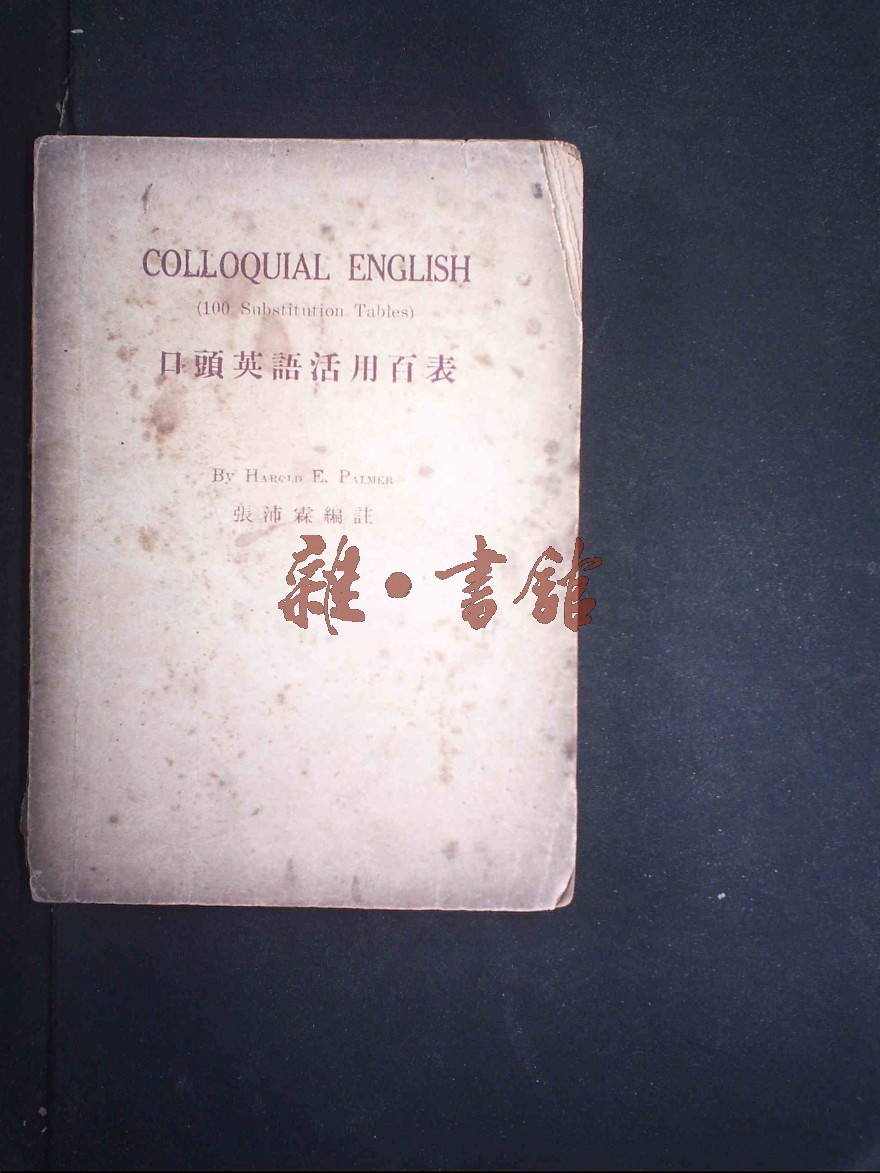 COLLOQUIAL ENGLISH
(100 Substitution Tables)
口頭英語活用百表
By HAROLD E. PALMER
張沛霖編註
雜·書館